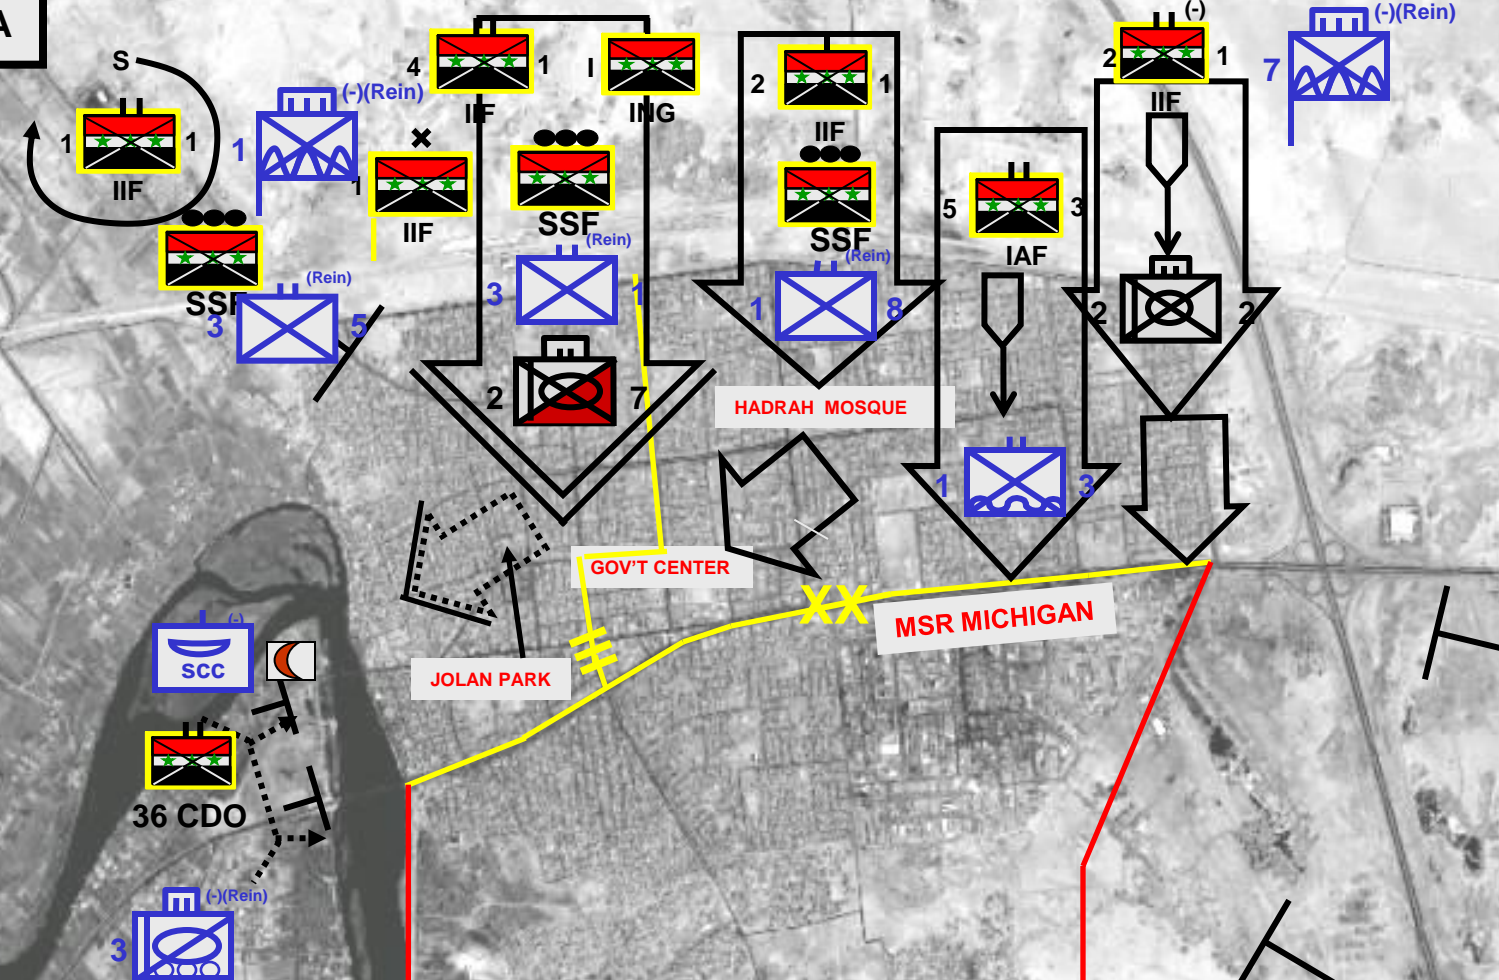 A
S
1 1
IIF
SSF
3 5
(Rein)
1
(-)(Rein)
1
IIF
4 1
IIF
I
ING
SSF
(Rein)
3 1
2 7
2 1
IIF
SSF
(Rein)
1 8
HADRAH MOSQUE
5 3
IAF
1 3
(-)
2 1
IIF
2 2
7
(-)(Rein)
GOV'T CENTER
XX
MSR MICHIGAN
JOLAN PARK
(-)
SCC
36 CDO
(-)(Rein)
3